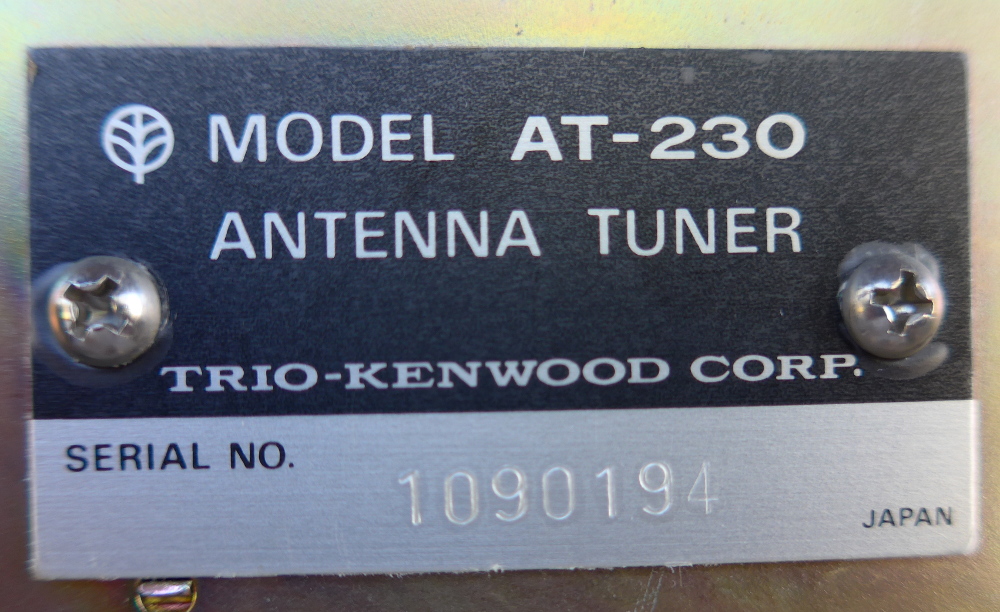 MODEL AT-230
ANTENNA TUNER
TRIO-KENWOOD CORP.
SERIAL NO.
1090194
JAPAN